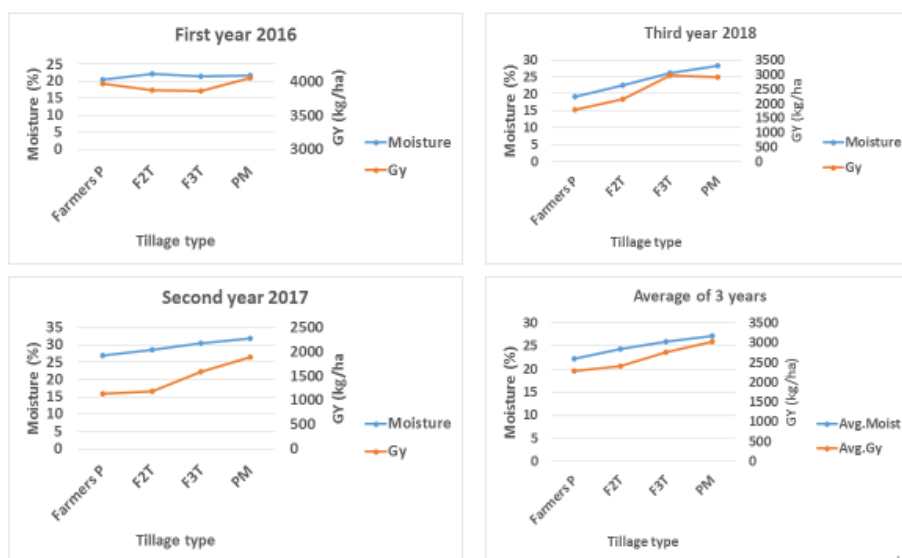 First year 2016
25
20
15
10
5
0
Moisture (%)
4000
3500
3000
GY (kg/ha)
Moisture
Gy
Farmers P
F2T
F3T
PM
Tillage type
Third year 2018
30
25
20
15
10
5
0
Moisture (%)
3500
3000
2500
2000
1500
1000
500
0
GY (kg/ha)
Moisture
Gy
Farmers P
F2T
F3T
PM
Tillage type
Second year 2017
35
30
25
20
15
10
5
0
Moisture (%)
2500
2000
1500
1000
500
0
GY (kg/ha
Moisture
Gy
Farmers P
F2T
F3T
PM
Tillage type
Average of 3 years
30
25
20
15
10
5
0
Moisture (%)
3500
3000
2500
2000
1500
1000
500
0
GY (kg/ha)
Avg.Moist
Avg.Gy
Farmers P
F2T
F3T
PM
Tillage type